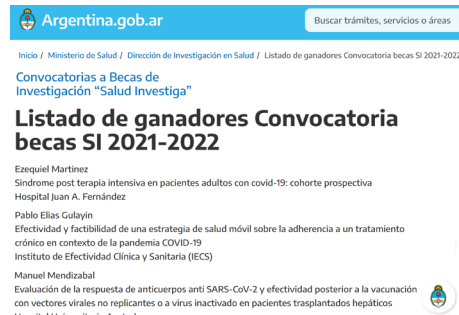 Argentina.gob.ar
Buscar trámites, servicios o áreas
Inicio / Ministerio de Salud / Dirección de Investigación en Salud / Listado de ganadores Convocatoria becas SI 2021-2022
Convocatorias a Becas de
Investigación “Salud Investiga”
Listado de ganadores Convocatoria
becas SI 2021-2022
Ezequiel Martinez
Sindrome post terapia intensiva en pacientes adultos con covid-19: cohorte prospectiva
Hospital Juan A. Fernández
Pablo Elias Gulayin
Efectividad y factibilidad de una estrategia de salud móvil sobre la adherencia a un tratamiento
crónico en contexto de la pandemia COVID-19
Instituto de Efectividad Clínica y Sanitaria (IECS)
Manuel Mendizabal
Evaluación de la respuesta de anticuerpos anti SARS-CoV-2 y efectividad posterior a la vacunación
con vectores virales no replicantes o a virus inactivado en pacientes trasplantados hepáticos